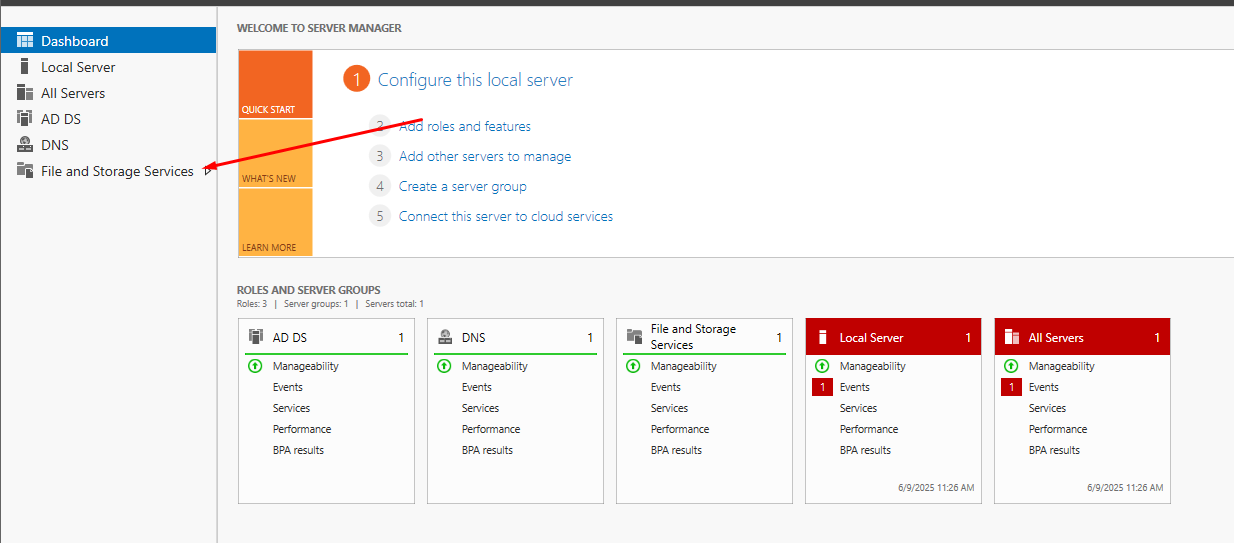 Dashboard
Local Server
All Servers
AD DS
DNS
File and Storage Services
WELCOME TO SERVER MANAGER
QUICK START
WHAT'S NEW
LEARN MORE
1 Configure this local server
2 Add roles and features
3 Add other servers to manage
4 Create a server group
5 Connect this server to cloud services
ROLES AND SERVER GROUPS
Roles: 3 | Server groups: 1 | Servers total: 1
AD DS 1
Manageability
Events
Services
Performance
BPA results
DNS 1
Manageability
Events
Services
Performance
BPA results
File and Storage
Services 1
Manageability
Events
Services
Performance
BPA results
Local Server 1
Manageability
1 Events
Services
Performance
BPA results
6/9/2025 11:26 AM
All Servers 1
Manageability
1 Events
Services
Performance
BPA results
6/9/2025 11:26 AM